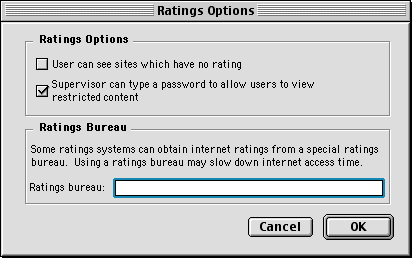 Ratings Options
Ratings Options
User can see sites which have no rating
Supervisor can type a password to allow users to view
restricted content
Ratings Bureau
Some ratings systems can obtain internet ratings from a special ratings
bureau. Using a ratings bureau may slow down internet access time.
Ratings bureau:
Cancel
OK